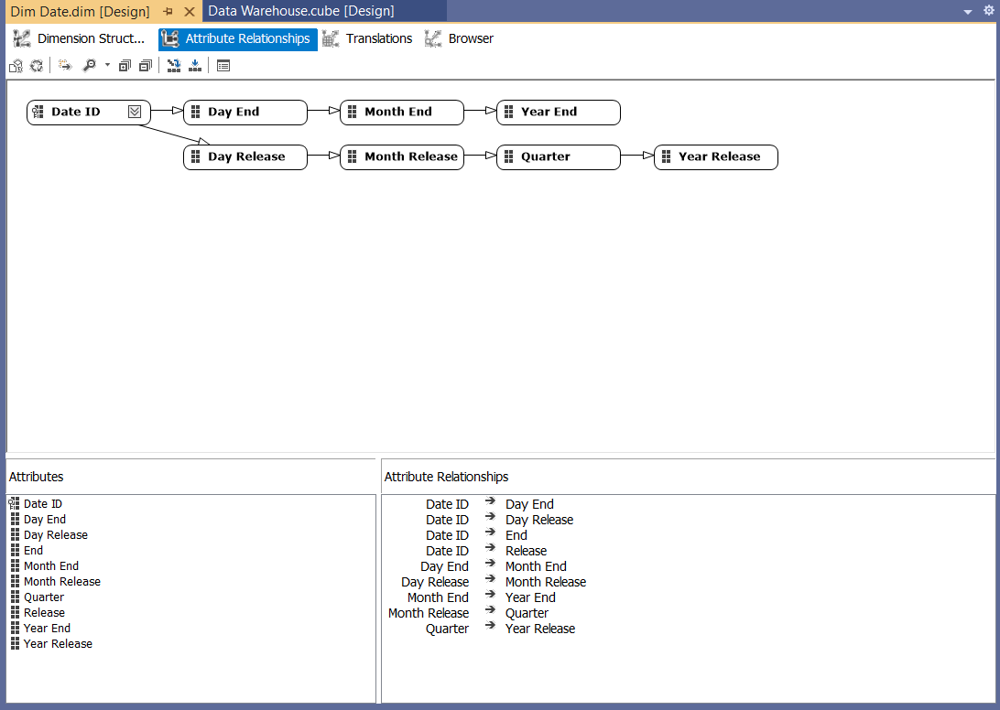 Dim Date.dim [Design] Data Warehouse.cube [Design]
Dimension Struct... Attribute Relationships Translations Browser
Date ID Day End Month End Year End
Day Release Month Release Quarter Year Release
Attributes
Date ID
Day End
Day Release
End
Month End
Month Release
Quarter
Release
Year End
Year Release
Attribute Relationships
Date ID → Day End
Date ID → Day Release
Date ID → End
Date ID → Release
Day End → Month End
Day Release → Month Release
Month End → Year End
Month Release → Quarter
Quarter → Year Release